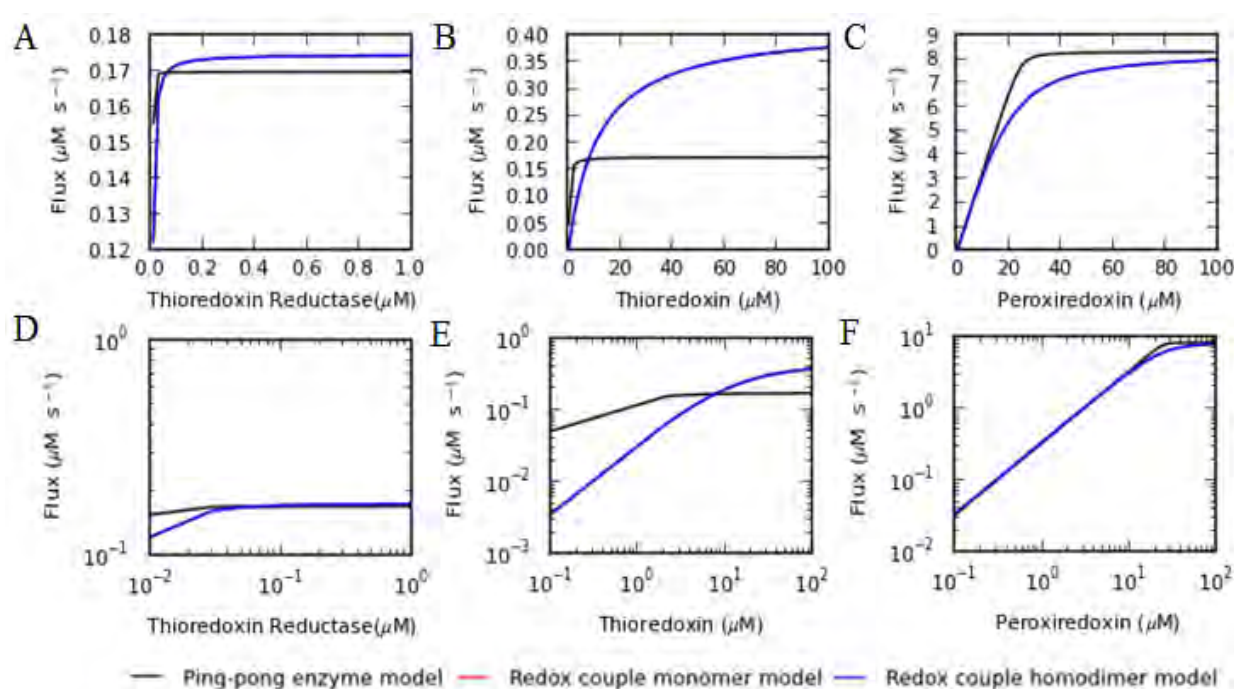 A
Flux (μM s⁻¹)
0.18
0.17
0.16
0.15
0.14
0.13
0.12
0.0 0.2 0.4 0.6 0.8 1.0
Thioredoxin Reductase(μM)
B
Flux (μM s⁻¹)
0.40
0.35
0.30
0.25
0.20
0.15
0.10
0.05
0.00
0 20 40 60 80 100
Thioredoxin (μM)
C
Flux (μM s⁻¹)
9
8
7
6
5
4
3
2
1
0
0 20 40 60 80 100
Peroxiredoxin (μM)
D
Flux (μM s⁻¹)
10⁰
10⁻¹
10⁻² 10⁻¹ 10⁰
Thioredoxin Reductase(μM)
E
Flux (μM s⁻¹)
10⁰
10⁻¹
10⁻²
10⁻³
10⁻¹ 10⁰ 10¹ 10²
Thioredoxin (μM)
F
Flux (μM s⁻¹)
10¹
10⁰
10⁻¹
10⁻²
10⁻¹ 10⁰ 10¹ 10²
Peroxiredoxin (μM)
Ping-pong enzyme model Redox couple monomer model Redox couple homodimer model